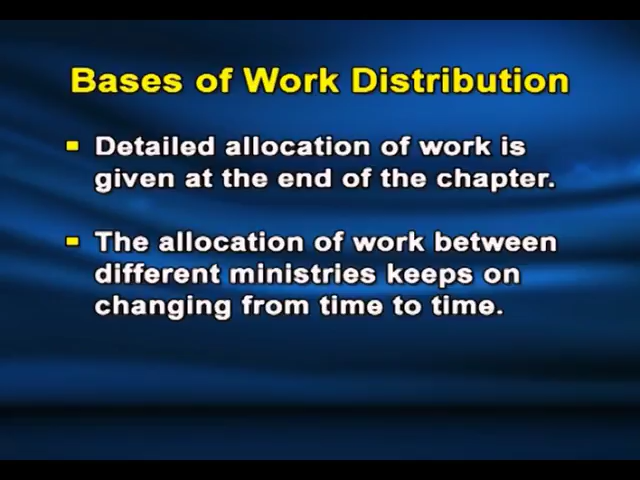 Bases of Work Distribution
Detailed allocation of work is
given at the end of the chapter.
The allocation of work between
different ministries keeps on
changing from time to time.